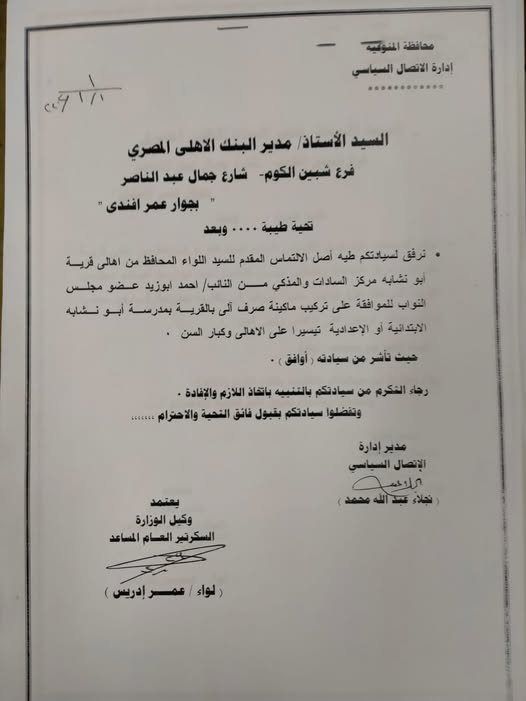 محافظة المنوفية
إدارة الاتصال السياسي
السيد الأستاذ/ مدير البنك الاهلى المصري
فرع شبين الكوم- شارع جمال عبد الناصر
" بجوار عمر افندى "
تحية طيبة ٠٠٠٠ وبعد
• نرفق لسيادتكم طيه أصل الالتماس المقدم للسيد اللواء المحافظ من اهالى قرية
أبو نشابه مركز السادات والمذكي من النائب/ احمد ابوزيد عضو مجلس
النواب للموافقة على تركيب ماكينة صرف آلى بالقرية بمدرسة أبو نشابه
الابتدائية أو الإعدادية تيسيرا على الاهالى وكبار السن ٠
حيث تأشر من سيادته ( أوافق ) ٠
رجاء التكرم من سيادتكم بالتنبيه باتخاذ اللازم والإفادة ٠
وتفضلوا سيادتكم بقبول فائق التحية والاحترام ،،،،،،،
مدير إدارة
الإتصال السياسي
( نجلاء عبد الله محمد )
يعتمد
وكيل الوزارة
السكرتير العام المساعد
( لواء / عمر إدريس )